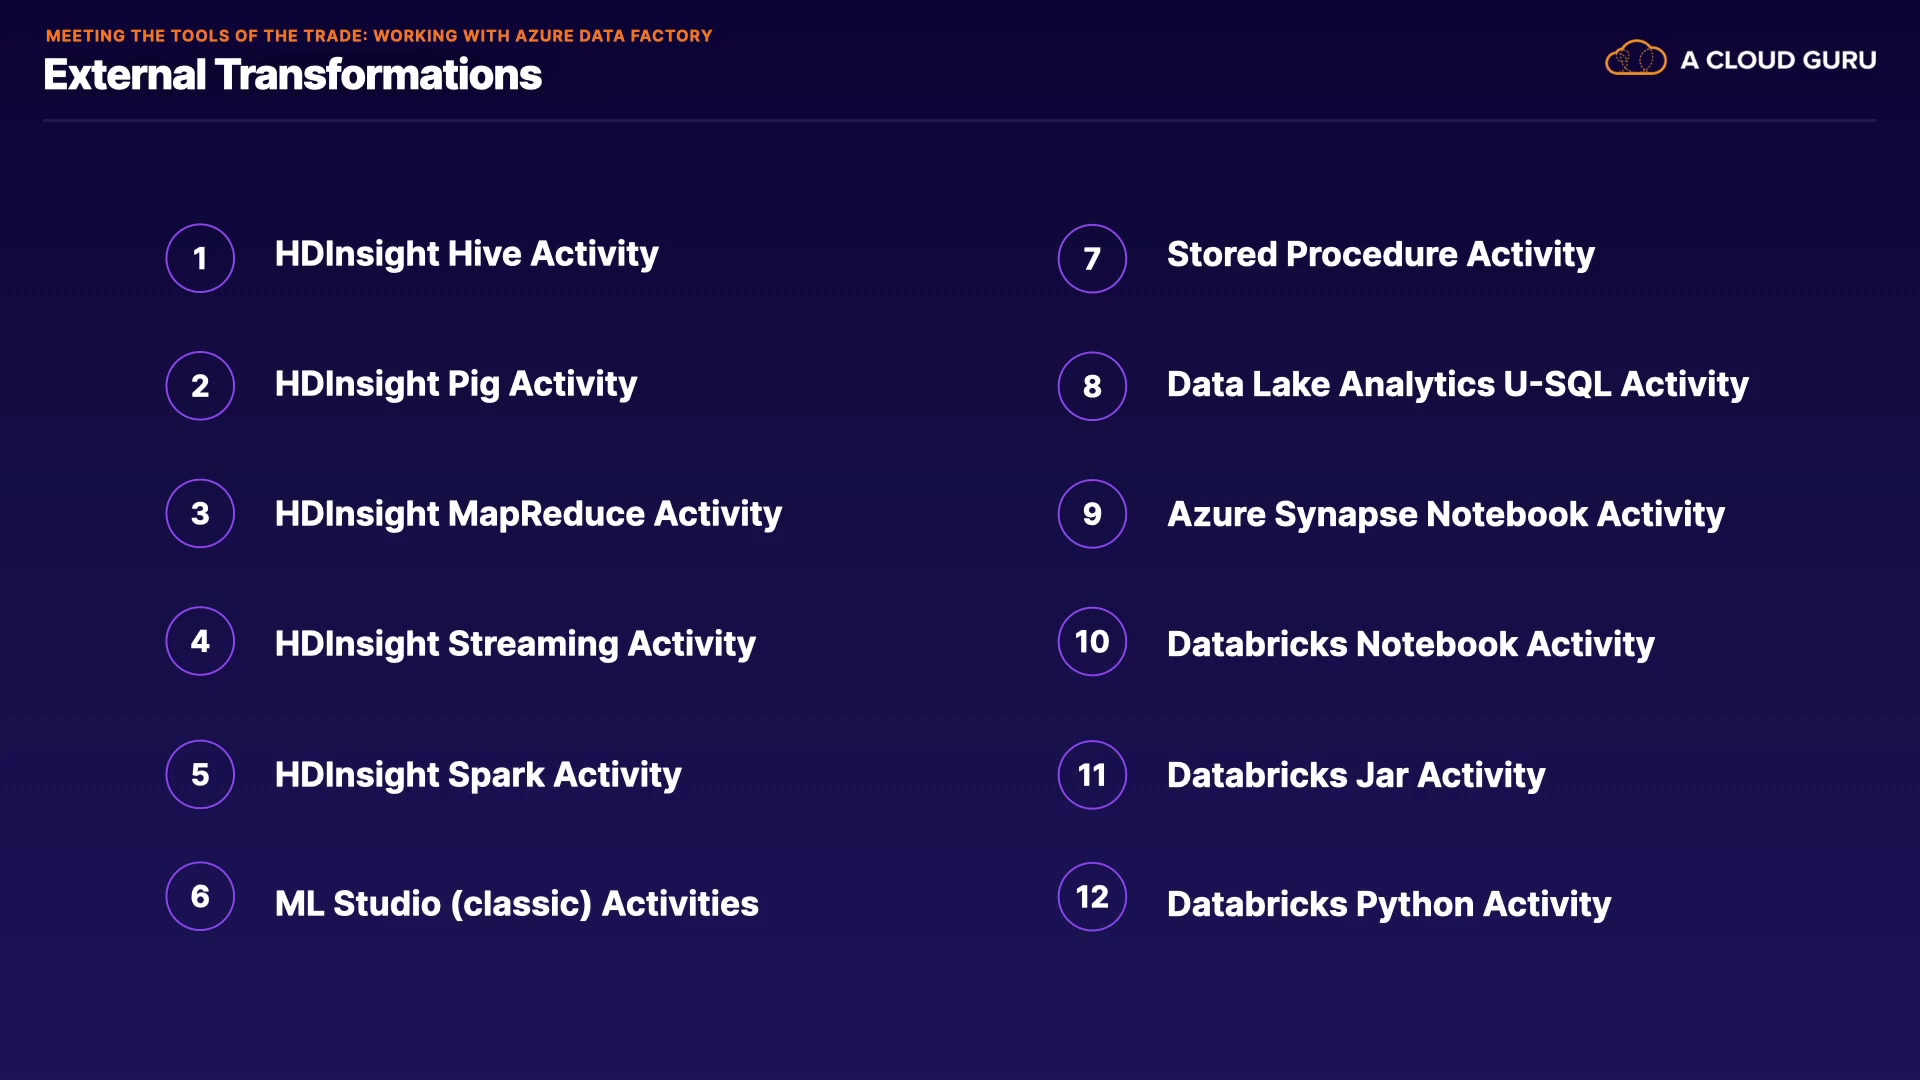 MEETING THE TOOLS OF THE TRADE: WORKING WITH AZURE DATA FACTORY
External Transformations
A CLOUD GURU
1 HDInsight Hive Activity
2 HDInsight Pig Activity
3 HDInsight MapReduce Activity
4 HDInsight Streaming Activity
5 HDInsight Spark Activity
6 ML Studio (classic) Activities
7 Stored Procedure Activity
8 Data Lake Analytics U-SQL Activity
9 Azure Synapse Notebook Activity
10 Databricks Notebook Activity
11 Databricks Jar Activity
12 Databricks Python Activity